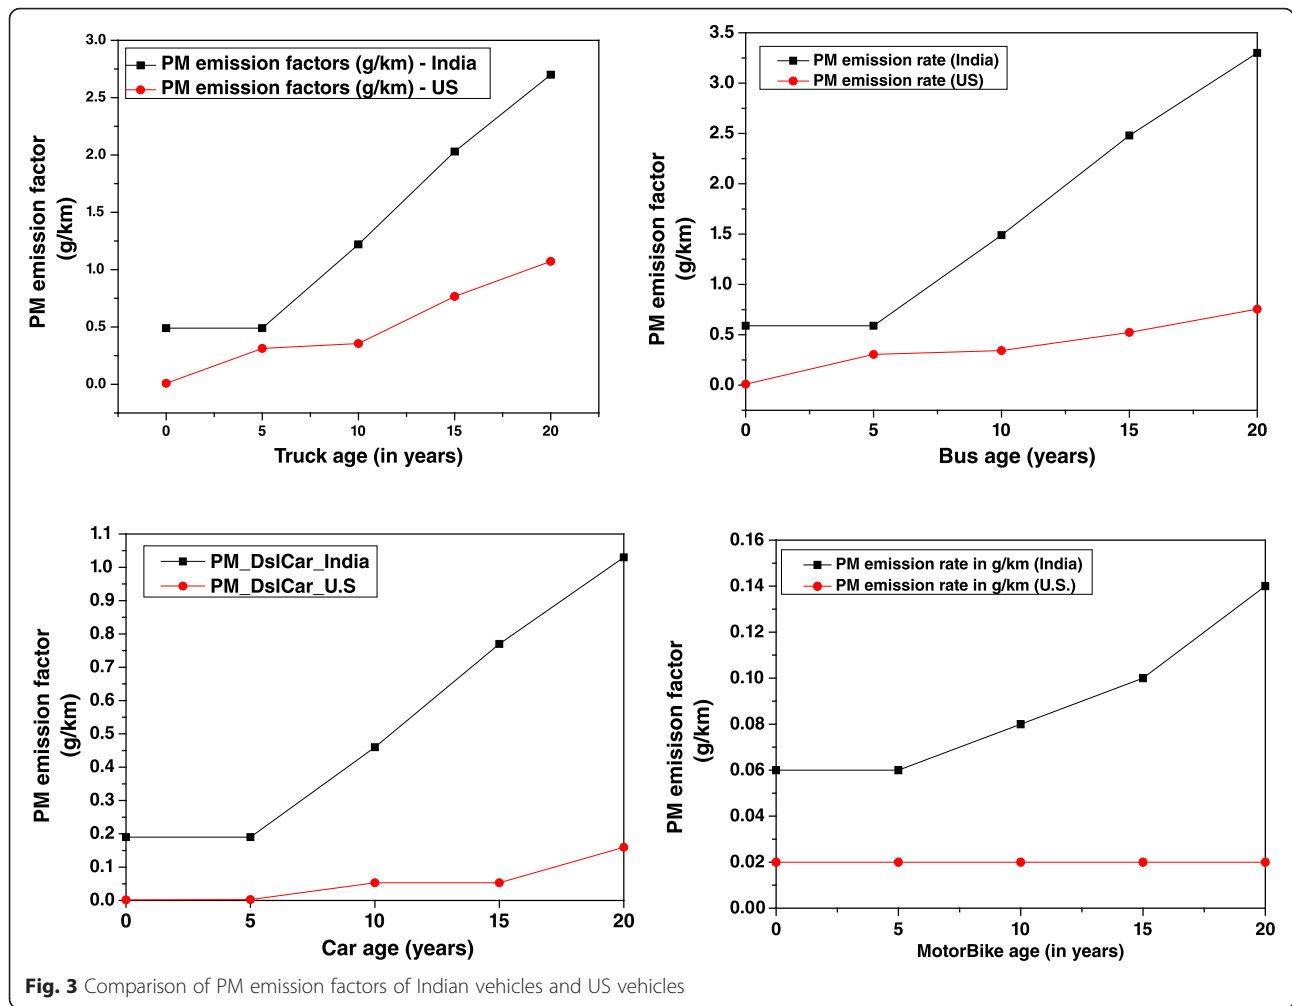 3.0
2.5
2.0
1.5
1.0
0.5
0.0
PM emission factor
(g/km)
PM emission factors (g/km) - India
PM emission factors (g/km) - US
0 5 10 15 20
Truck age (in years)
3.5
3.0
2.5
2.0
1.5
1.0
0.5
0.0
PM emisison factor
(g/km)
PM emission rate (India)
PM emission rate (US)
0 5 10 15 20
Bus age (years)
1.1
1.0
0.9
0.8
0.7
0.6
0.5
0.4
0.3
0.2
0.1
0.0
PM emission factor
(g/km)
PM_DslCar_India
PM_DslCar_U.S
0 5 10 15 20
Car age (years)
0.16
0.14
0.12
0.10
0.08
0.06
0.04
0.02
0.00
PM emisison factor
(g/km)
PM emission rate in g/km (India)
PM emission rate in g/km (U.S.)
0 5 10 15 20
MotorBike age (in years)
Fig. 3 Comparison of PM emission factors of Indian vehicles and US vehicles